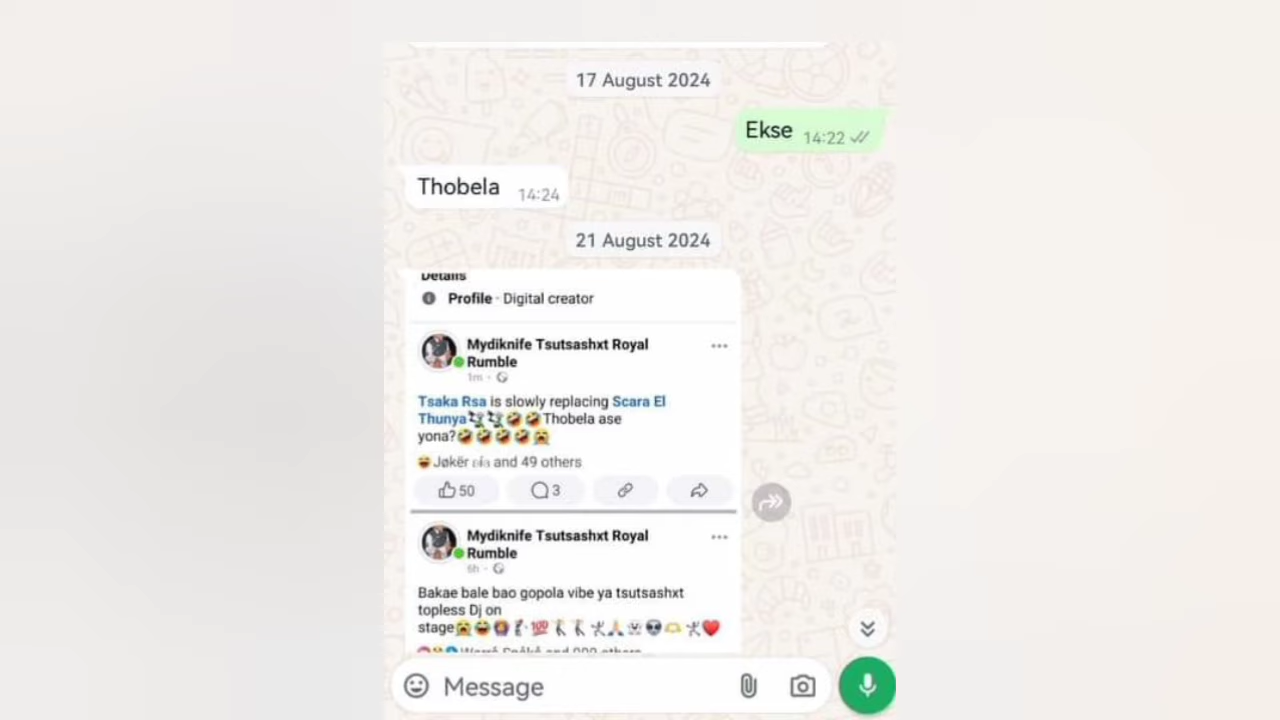 17 August 2024
Ekse 14:22
Thobela 14:24
21 August 2024
Details
Profile · Digital creator
Mydiknife Tsutsashxt Royal
Rumble
1m ·
Tsaka Rsa is slowly replacing Scara El
Thunya🕊🕊🤣🤣Thobela ase
yona?🤣🤣🤣🤣😭
and 49 others
50 3
Mydiknife Tsutsashxt Royal
Rumble
6h ·
Bakae bale bao gopola vibe ya tsutsashxt
topless Dj on
stage
others
Message